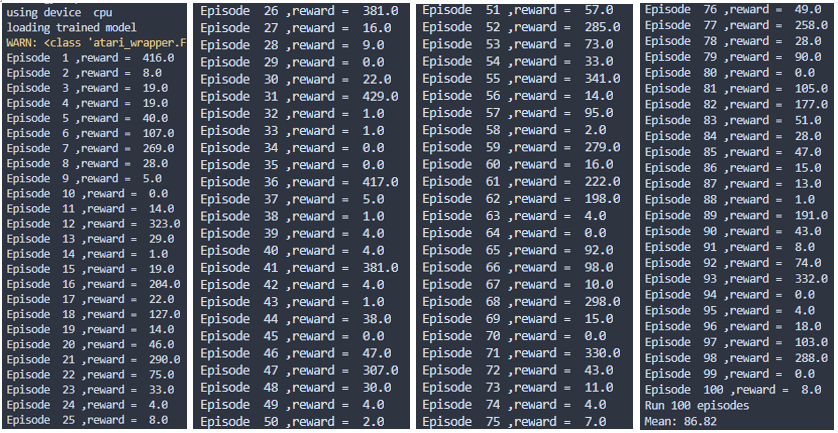 using device  cpu
loading trained model
WARN: <class 'atari_wrapper.F
Episode  1 ,reward =  416.0
Episode  2 ,reward =  8.0
Episode  3 ,reward =  19.0
Episode  4 ,reward =  19.0
Episode  5 ,reward =  40.0
Episode  6 ,reward =  107.0
Episode  7 ,reward =  269.0
Episode  8 ,reward =  28.0
Episode  9 ,reward =  5.0
Episode  10 ,reward =  0.0
Episode  11 ,reward =  14.0
Episode  12 ,reward =  323.0
Episode  13 ,reward =  29.0
Episode  14 ,reward =  1.0
Episode  15 ,reward =  19.0
Episode  16 ,reward =  204.0
Episode  17 ,reward =  22.0
Episode  18 ,reward =  127.0
Episode  19 ,reward =  14.0
Episode  20 ,reward =  46.0
Episode  21 ,reward =  290.0
Episode  22 ,reward =  75.0
Episode  23 ,reward =  33.0
Episode  24 ,reward =  4.0
Episode  25 ,reward =  8.0
Episode  26 ,reward =  381.0
Episode  27 ,reward =  16.0
Episode  28 ,reward =  9.0
Episode  29 ,reward =  0.0
Episode  30 ,reward =  22.0
Episode  31 ,reward =  429.0
Episode  32 ,reward =  1.0
Episode  33 ,reward =  1.0
Episode  34 ,reward =  0.0
Episode  35 ,reward =  0.0
Episode  36 ,reward =  417.0
Episode  37 ,reward =  5.0
Episode  38 ,reward =  1.0
Episode  39 ,reward =  4.0
Episode  40 ,reward =  4.0
Episode  41 ,reward =  381.0
Episode  42 ,reward =  4.0
Episode  43 ,reward =  1.0
Episode  44 ,reward =  38.0
Episode  45 ,reward =  0.0
Episode  46 ,reward =  47.0
Episode  47 ,reward =  307.0
Episode  48 ,reward =  30.0
Episode  49 ,reward =  4.0
Episode  50 ,reward =  2.0
Episode  51 ,reward =  57.0
Episode  52 ,reward =  285.0
Episode  53 ,reward =  73.0
Episode  54 ,reward =  33.0
Episode  55 ,reward =  341.0
Episode  56 ,reward =  14.0
Episode  57 ,reward =  95.0
Episode  58 ,reward =  2.0
Episode  59 ,reward =  279.0
Episode  60 ,reward =  16.0
Episode  61 ,reward =  222.0
Episode  62 ,reward =  198.0
Episode  63 ,reward =  4.0
Episode  64 ,reward =  0.0
Episode  65 ,reward =  92.0
Episode  66 ,reward =  98.0
Episode  67 ,reward =  10.0
Episode  68 ,reward =  298.0
Episode  69 ,reward =  15.0
Episode  70 ,reward =  0.0
Episode  71 ,reward =  330.0
Episode  72 ,reward =  43.0
Episode  73 ,reward =  11.0
Episode  74 ,reward =  4.0
Episode  75 ,reward =  7.0
Episode  76 ,reward =  49.0
Episode  77 ,reward =  258.0
Episode  78 ,reward =  28.0
Episode  79 ,reward =  90.0
Episode  80 ,reward =  0.0
Episode  81 ,reward =  105.0
Episode  82 ,reward =  177.0
Episode  83 ,reward =  51.0
Episode  84 ,reward =  28.0
Episode  85 ,reward =  47.0
Episode  86 ,reward =  15.0
Episode  87 ,reward =  13.0
Episode  88 ,reward =  1.0
Episode  89 ,reward =  191.0
Episode  90 ,reward =  43.0
Episode  91 ,reward =  8.0
Episode  92 ,reward =  74.0
Episode  93 ,reward =  332.0
Episode  94 ,reward =  0.0
Episode  95 ,reward =  4.0
Episode  96 ,reward =  18.0
Episode  97 ,reward =  103.0
Episode  98 ,reward =  288.0
Episode  99 ,reward =  0.0
Episode  100 ,reward =  8.0
Run 100 episodes
Mean: 86.82